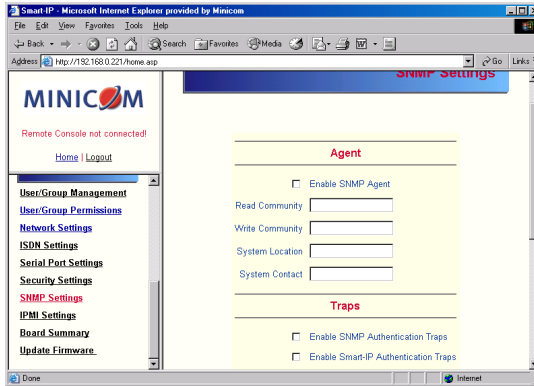 Smart-IP - Microsoft Internet Explorer provided by Minicom
File Edit View Favorites Tools Help
Back Search Favorites Media
Address http://192.168.0.221/home.asp Go Links
SNMP Settings
MINICOM
Remote Console not connected!
Home | Logout
User/Group Management
User/Group Permissions
Network Settings
ISDN Settings
Serial Port Settings
Security Settings
SNMP Settings
IPMI Settings
Board Summary
Update Firmware
Agent
Enable SNMP Agent
Read Community
Write Community
System Location
System Contact
Traps
Enable SNMP Authentication Traps
Enable Smart-IP Authentication Traps
Done Internet